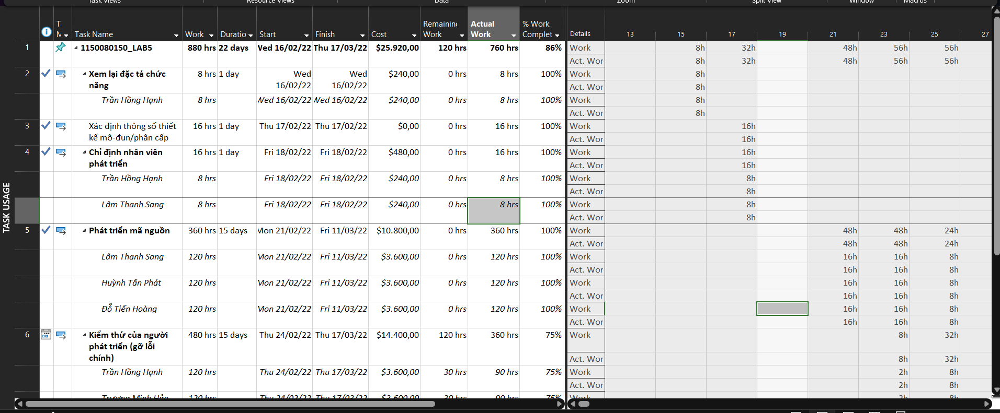 Task Views Resource Views Data Zoom Split View Window Macros
Task Name Work Duratio Start Finish Cost Remaining Work Actual Work % Work Complet Details 13 15 17 19 21 23 25 27
1 1150080150_LAB5 880 hrs 22 days Wed 16/02/22 Thu 17/03/22 $25.920,00 120 hrs 760 hrs 86% Work 8h 32h 48h 56h 56h
Act. Wor 8h 32h 48h 56h 56h
2 Xem lại đặc tả chức năng 8 hrs 1 day Wed 16/02/22 Wed 16/02/22 $240,00 0 hrs 8 hrs 100% Work 8h
Act. Wor 8h
Trần Hồng Hạnh 8 hrs Wed 16/02/22 Wed 16/02/22 $240,00 0 hrs 8 hrs 100% Work 8h
Act. Wor 8h
3 Xác định thông số thiết kế mô-đun/phân cấp 16 hrs 1 day Thu 17/02/22 Thu 17/02/22 $0,00 0 hrs 16 hrs 100% Work 16h
Act. Wor 16h
4 Chỉ định nhân viên phát triển 16 hrs 1 day Fri 18/02/22 Fri 18/02/22 $480,00 0 hrs 16 hrs 100% Work 16h
Act. Wor 16h
Trần Hồng Hạnh 8 hrs Fri 18/02/22 Fri 18/02/22 $240,00 0 hrs 8 hrs 100% Work 8h
Act. Wor 8h
Lâm Thanh Sang 8 hrs Fri 18/02/22 Fri 18/02/22 $240,00 0 hrs 8 hrs 100% Work 8h
Act. Wor 8h
TASK USAGE
5 Phát triển mã nguồn 360 hrs 15 days Mon 21/02/22 Fri 11/03/22 $10.800,00 0 hrs 360 hrs 100% Work 48h 48h 24h
Act. Wor 48h 48h 24h
Lâm Thanh Sang 120 hrs Mon 21/02/22 Fri 11/03/22 $3.600,00 0 hrs 120 hrs 100% Work 16h 16h 8h
Act. Wor 16h 16h 8h
Huỳnh Tấn Phát 120 hrs Mon 21/02/22 Fri 11/03/22 $3.600,00 0 hrs 120 hrs 100% Work 16h 16h 8h
Act. Wor 16h 16h 8h
Đỗ Tiến Hoàng 120 hrs Mon 21/02/22 Fri 11/03/22 $3.600,00 0 hrs 120 hrs 100% Work 16h 16h 8h
Act. Wor 16h 16h 8h
6 Kiểm thử của người phát triển (gỡ lỗi chính) 480 hrs 15 days Thu 24/02/22 Thu 17/03/22 $14.400,00 120 hrs 360 hrs 75% Work 8h 32h
Act. Wor 8h 32h
Trần Hồng Hạnh 120 hrs Thu 24/02/22 Thu 17/03/22 $3.600,00 30 hrs 90 hrs 75% Work 2h 8h
Act. Wor 2h 8h
Trương Minh Hảo 120 hrs Thu 24/02/22 Thu 17/03/22 $3.600,00 30 hrs 90 hrs 75% Work 2h 8h